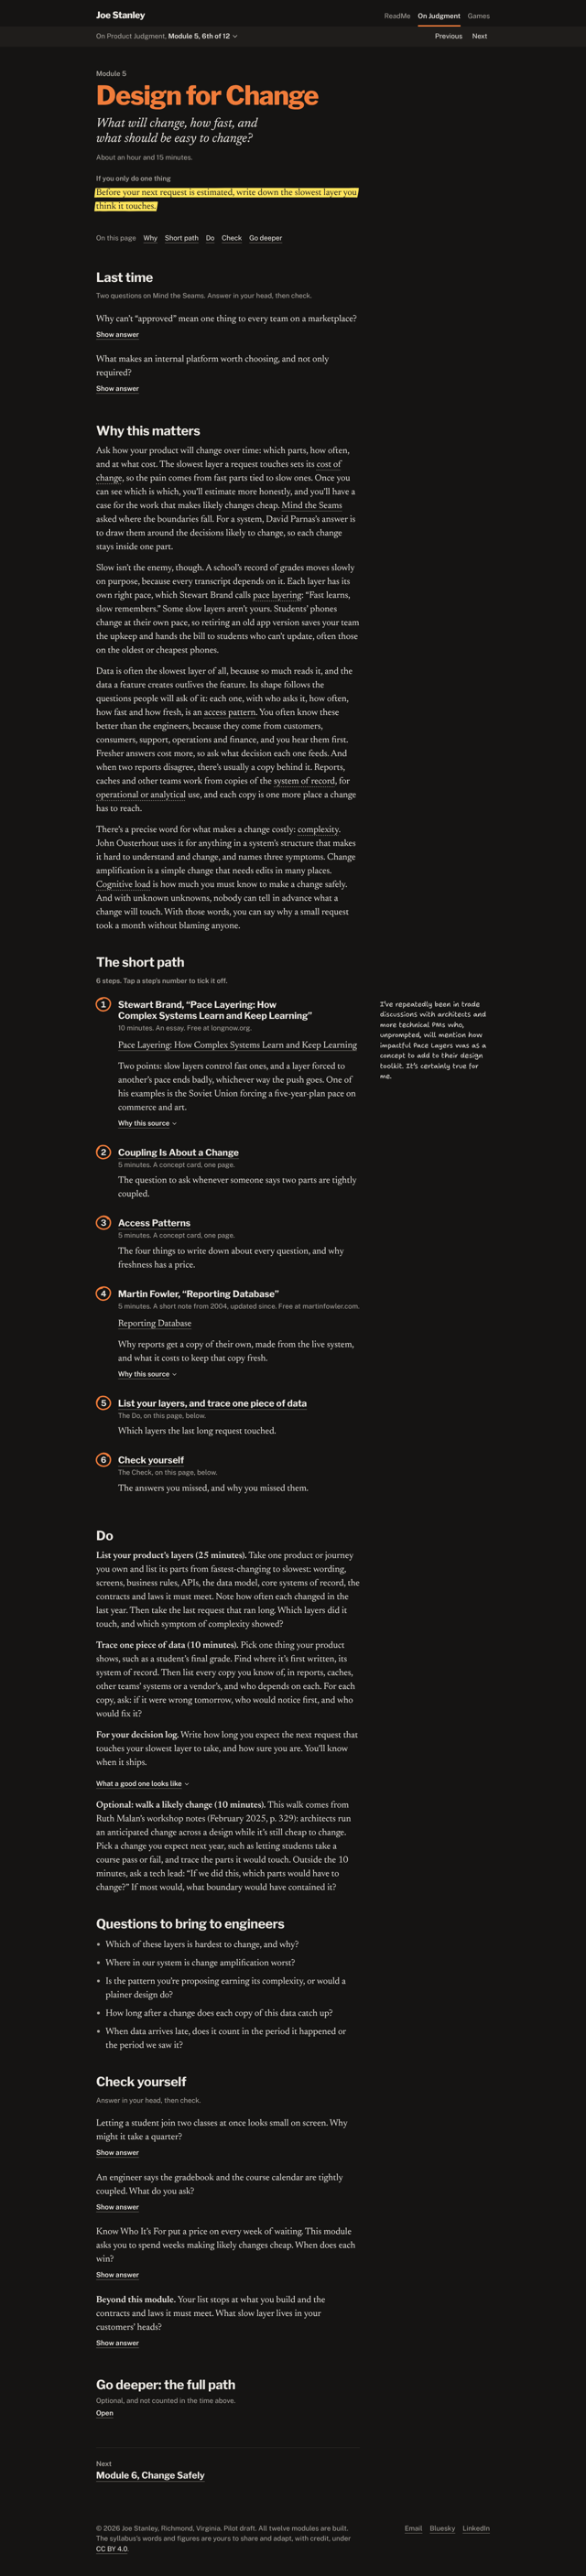 Joe Stanley
ReadMe On Judgment Games
On Product Judgment, Module 5, 6th of 12
Previous Next
Module 5
Design for Change
What will change, how fast, and
what should be easy to change?
About an hour and 15 minutes.
If you only do one thing
Before your next request is estimated, write down the slowest layer you
think it touches.
On this page Why Short path Do Check Go deeper
Last time
Two questions on Mind the Seams. Answer in your head, then check.
Why can't “approved” mean one thing to every team on a marketplace?
Show answer
What makes an internal platform worth choosing, and not only
required?
Show answer
Why this matters
Ask how your product will change over time: which parts, how often,
and at what cost. The slowest layer a request touches sets its cost of
change, so the pain comes from fast parts tied to slow ones. Once you
can see which is which, you'll estimate more honestly, and you'll have a
case for the work that makes likely changes cheap. Mind the Seams
asked where the boundaries fall. For a system, David Parnas's answer is
to draw them around the decisions likely to change, so each change
stays inside one part.
Slow isn't the enemy, though. A school's record of grades moves slowly
on purpose, because every transcript depends on it. Each layer has its
own right pace, which Stewart Brand calls pace layering: “Fast learns,
slow remembers.” Some slow layers aren't yours. Students' phones
change at their own pace, so retiring an old app version saves your team
the upkeep and hands the bill to students who can't update, often those
on the oldest or cheapest phones.
Data is often the slowest layer of all, because so much reads it, and the
data a feature creates outlives the feature. Its shape follows the
questions people will ask of it: each one, with who asks it, how often,
how fast and how fresh, is an access pattern. You often know these
better than the engineers, because they come from customers,
consumers, support, operations and finance, and you hear them first.
Fresher answers cost more, so ask what decision each one feeds. And
when two reports disagree, there's usually a copy behind it. Reports,
caches and other teams work from copies of the system of record, for
operational or analytical use, and each copy is one more place a change
has to reach.
There's a precise word for what makes a change costly: complexity.
John Ousterhout uses it for anything in a system's structure that makes
it hard to understand and change, and names three symptoms. Change
amplification is a simple change that needs edits in many places.
Cognitive load is how much you must know to make a change safely.
And with unknown unknowns, nobody can tell in advance what a
change will touch. With those words, you can say why a small request
took a month without blaming anyone.
The short path
6 steps. Tap a step's number to tick it off.
1 Stewart Brand, “Pace Layering: How
Complex Systems Learn and Keep Learning”
10 minutes. An essay. Free at longnow.org.
Pace Layering: How Complex Systems Learn and Keep Learning
Two points: slow layers control fast ones, and a layer forced to
another's pace ends badly, whichever way the push goes. One of
his examples is the Soviet Union forcing a five-year-plan pace on
commerce and art.
Why this source
I've repeatedly been in trade
discussions with architects and
more technical PMs who,
unprompted, will mention how
impactful Pace Layers was as a
concept to add to their design
toolkit. It's certainly true for
me.
2 Coupling Is About a Change
5 minutes. A concept card, one page.
The question to ask whenever someone says two parts are tightly
coupled.
3 Access Patterns
5 minutes. A concept card, one page.
The four things to write down about every question, and why
freshness has a price.
4 Martin Fowler, “Reporting Database”
5 minutes. A short note from 2004, updated since. Free at martinfowler.com.
Reporting Database
Why reports get a copy of their own, made from the live system,
and what it costs to keep that copy fresh.
Why this source
5 List your layers, and trace one piece of data
The Do, on this page, below.
Which layers the last long request touched.
6 Check yourself
The Check, on this page, below.
The answers you missed, and why you missed them.
Do
List your product's layers (25 minutes). Take one product or journey
you own and list its parts from fastest-changing to slowest: wording,
screens, business rules, APIs, the data model, core systems of record, the
contracts and laws it must meet. Note how often each changed in the
last year. Then take the last request that ran long. Which layers did it
touch, and which symptom of complexity showed?
Trace one piece of data (10 minutes). Pick one thing your product
shows, such as a student's final grade. Find where it's first written, its
system of record. Then list every copy you know of, in reports, caches,
other teams' systems or a vendor's, and who depends on each. For each
copy, ask: if it were wrong tomorrow, who would notice first, and who
would fix it?
For your decision log. Write how long you expect the next request that
touches your slowest layer to take, and how sure you are. You'll know
when it ships.
What a good one looks like
Optional: walk a likely change (10 minutes). This walk comes from
Ruth Malan's workshop notes (February 2025, p. 329): architects run
an anticipated change across a design while it's still cheap to change.
Pick a change you expect next year, such as letting students take a
course pass or fail, and trace the parts it would touch. Outside the 10
minutes, ask a tech lead: “If we did this, which parts would have to
change?” If most would, what boundary would have contained it?
Questions to bring to engineers
• Which of these layers is hardest to change, and why?
• Where in our system is change amplification worst?
• Is the pattern you're proposing earning its complexity, or would a
plainer design do?
• How long after a change does each copy of this data catch up?
• When data arrives late, does it count in the period it happened or
the period we saw it?
Check yourself
Answer in your head, then check.
Letting a student join two classes at once looks small on screen. Why
might it take a quarter?
Show answer
An engineer says the gradebook and the course calendar are tightly
coupled. What do you ask?
Show answer
Know Who It's For put a price on every week of waiting. This module
asks you to spend weeks making likely changes cheap. When does each
win?
Show answer
Beyond this module. Your list stops at what you build and the
contracts and laws it must meet. What slow layer lives in your
customers' heads?
Show answer
Go deeper: the full path
Optional, and not counted in the time above.
Open
Next
Module 6, Change Safely
© 2026 Joe Stanley, Richmond, Virginia. Pilot draft. All twelve modules are built.
The syllabus's words and figures are yours to share and adapt, with credit, under
CC BY 4.0.
Email Bluesky LinkedIn